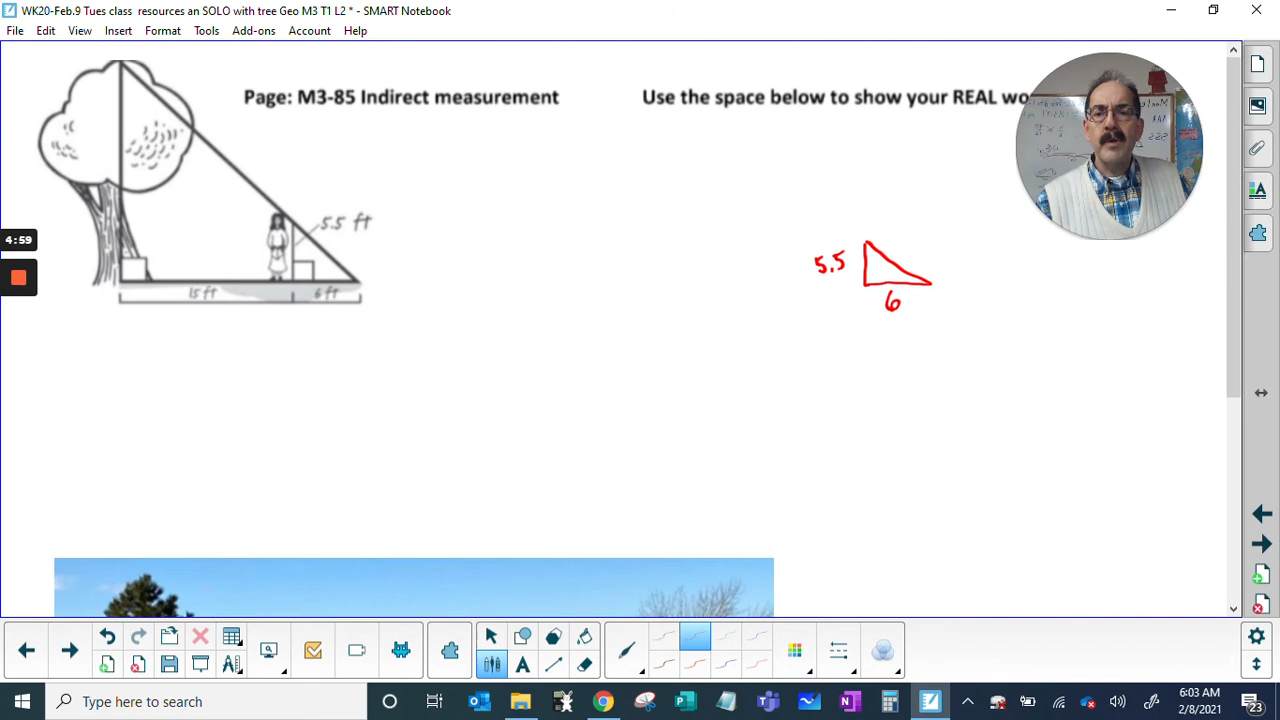 WK20-Feb.9 Tues class  resources an SOLO with tree Geo M3 T1 L2 * - SMART Notebook
File Edit View Insert Format Tools Add-ons Account Help
Page: M3-85 Indirect measurement
Use the space below to show your REAL wo
5.5 ft
4:59
5.5
6
15 ft
6 ft
Type here to search
6:03 AM
2/8/2021
23